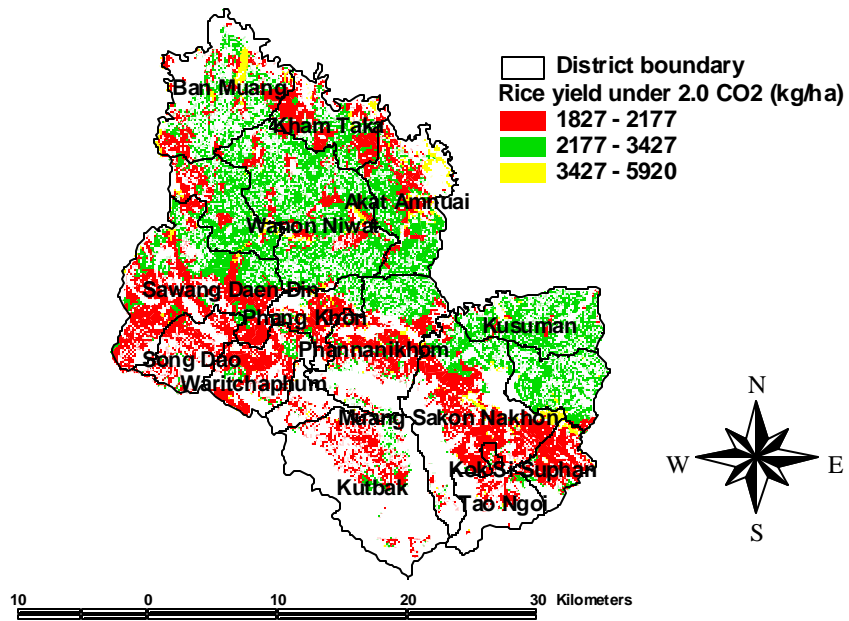 District boundary
Rice yield under 2.0 CO2 (kg/ha)
1827 - 2177
2177 - 3427
3427 - 5920
Ban Muang
Kham Taka
Akat Amnuai
Wanon Niwat
Sawang Daen Din
Phang Khon
Kusuman
Phannanikhom
Song Dao
Waritchaphum
Muang Sakon Nakhon
Kok Si Suphan
Kutbak
Tao Ngoi
N
W
E
S
10 0 10 20 30 Kilometers